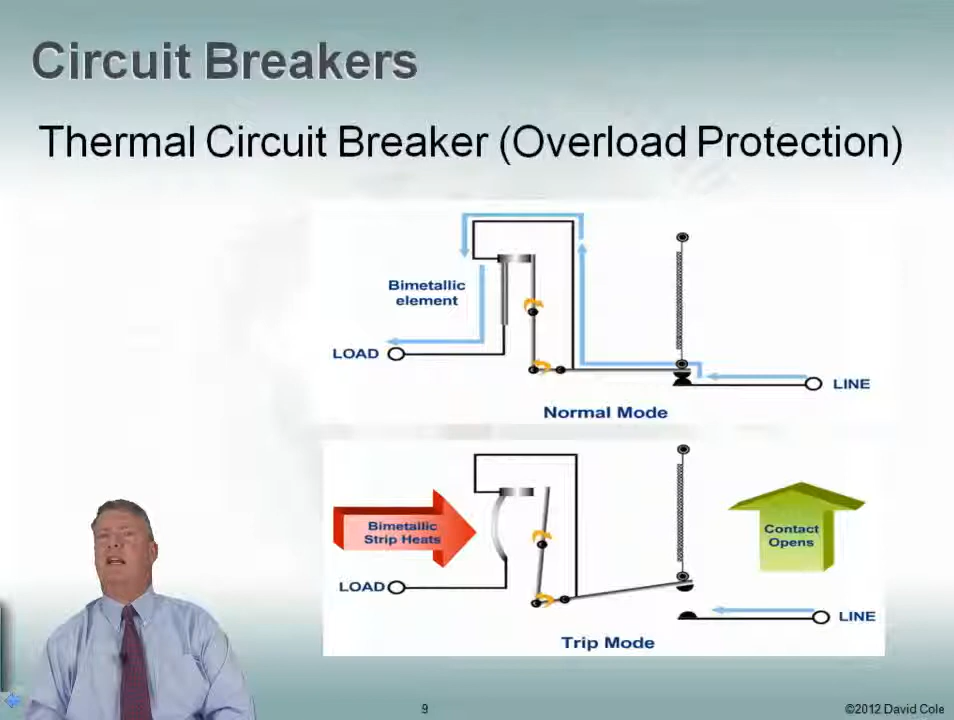 Circuit Breakers
Thermal Circuit Breaker (Overload Protection)
Bimetallic
element
LOAD
LINE
Normal Mode
Bimetallic
Strip Heats
Contact
Opens
LOAD
LINE
Trip Mode
9
©2012 David Cole